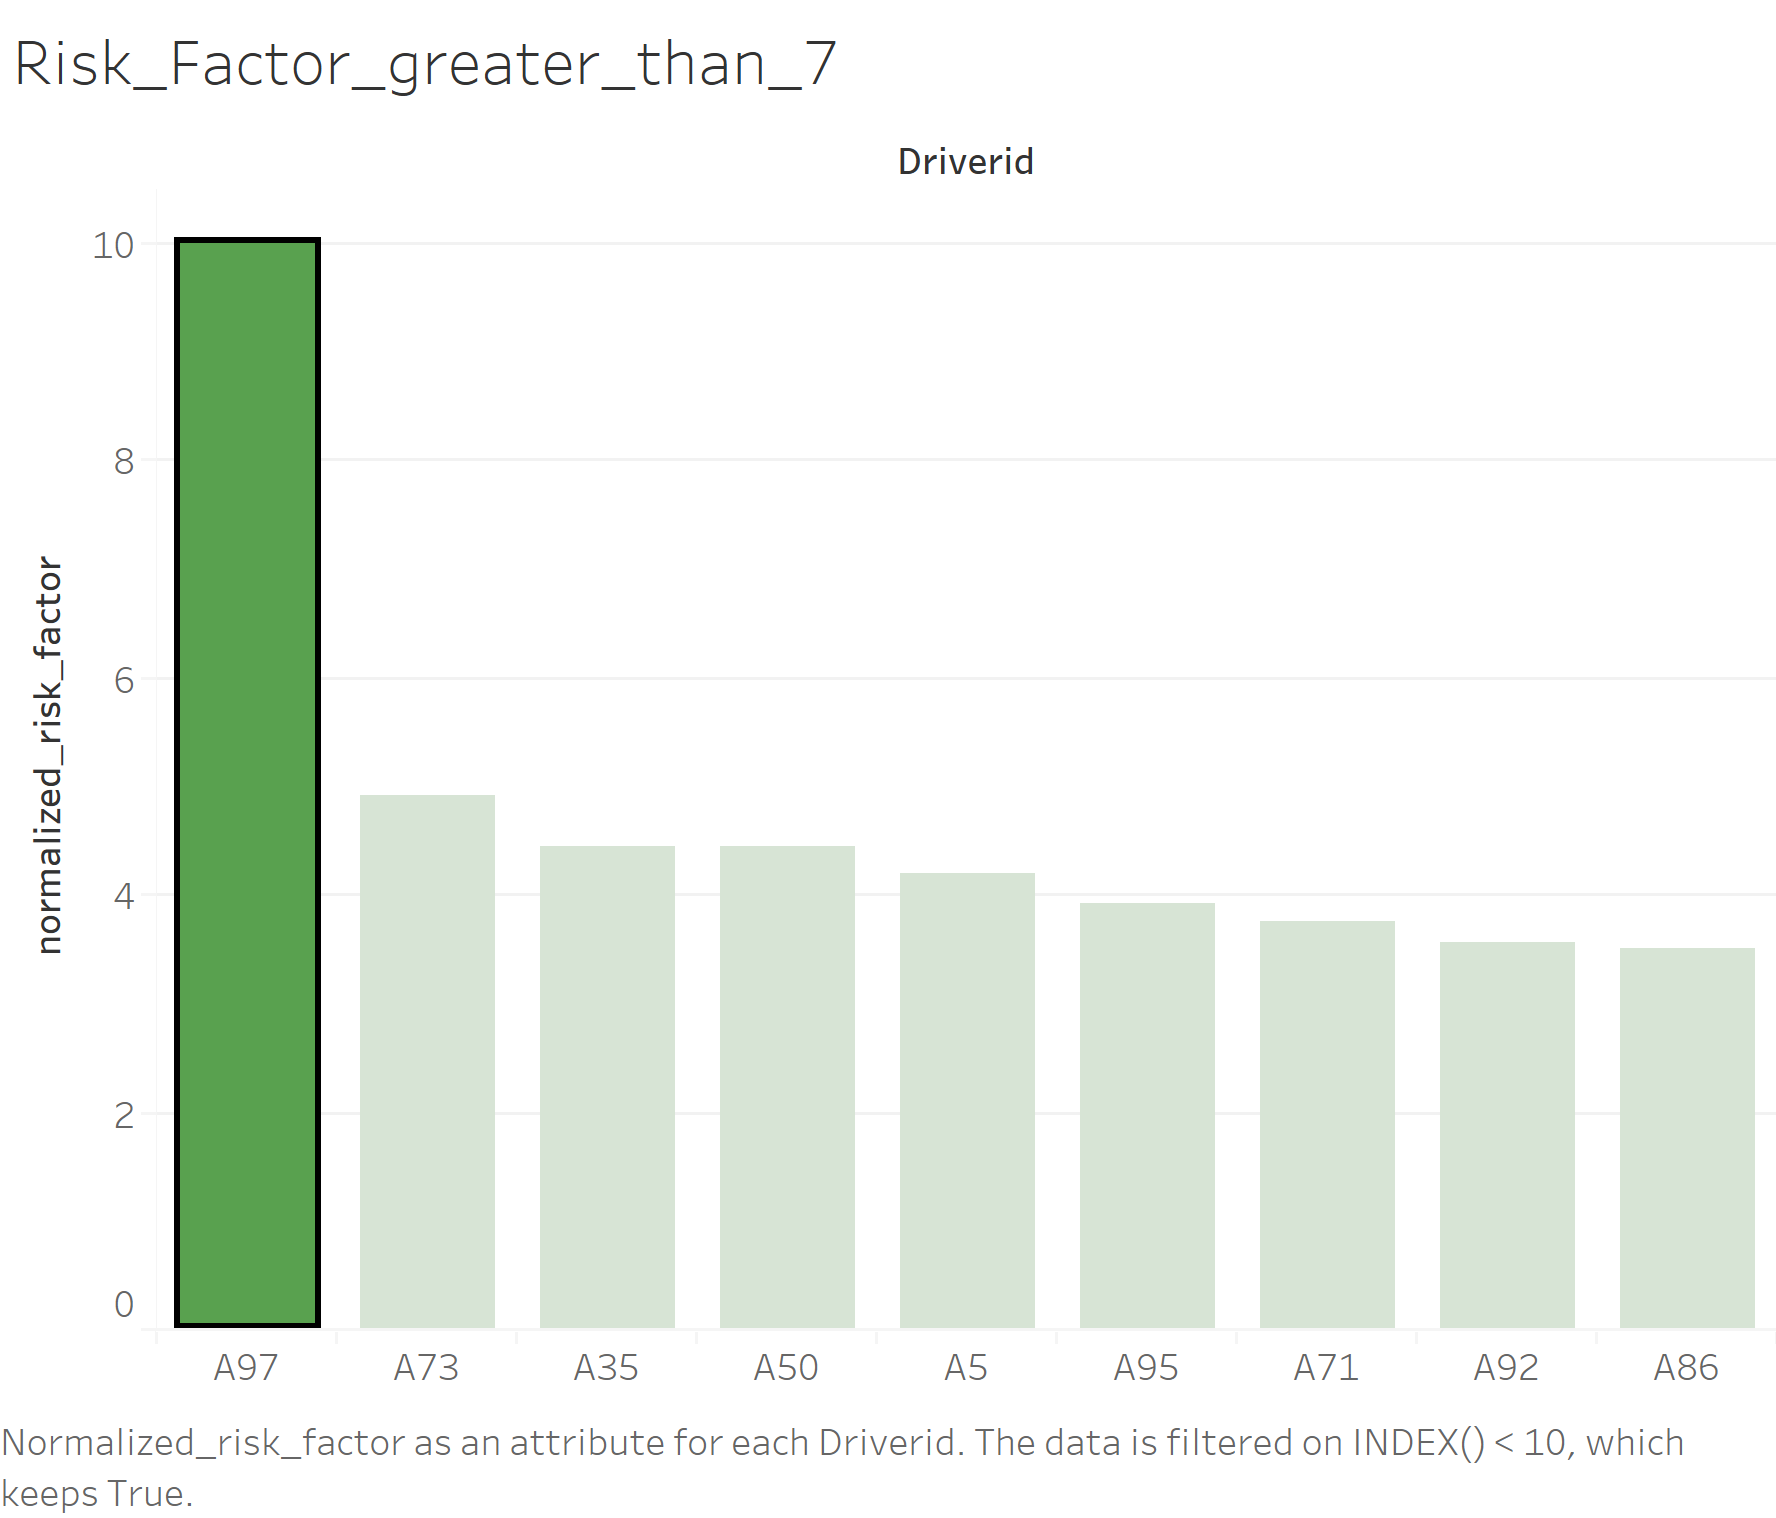 Risk_Factor_greater_than_7
Driverid
normalized_risk_factor
10
8
6
4
2
0
A97 A73 A35 A50 A5 A95 A71 A92 A86
Normalized_risk_factor as an attribute for each Driverid. The data is filtered on INDEX() < 10, which
keeps True.